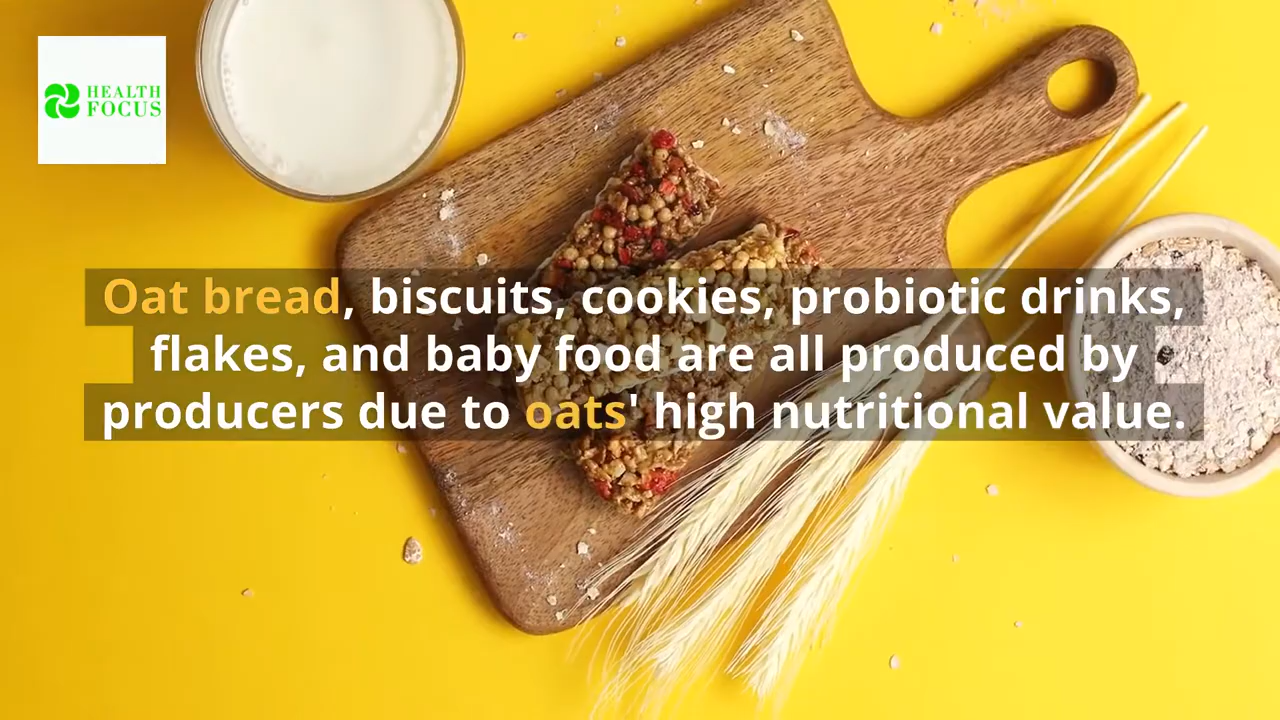 HEALTH
FOCUS
Oat bread, biscuits, cookies, probiotic drinks,
flakes, and baby food are all produced by
producers due to oats' high nutritional value.